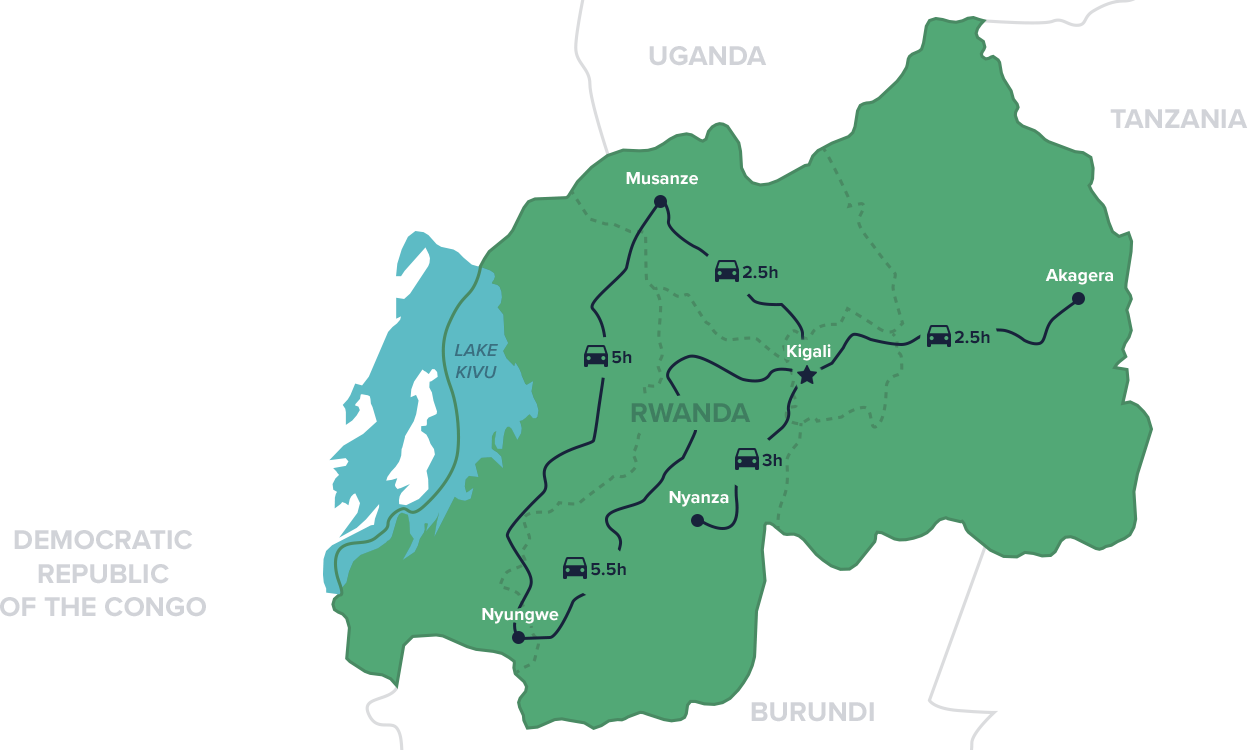 UGANDA
TANZANIA
Musanze
2.5h
Akagera
2.5h
LAKE
KIVU
5h
Kigali
RWANDA
3h
Nyanza
DEMOCRATIC
REPUBLIC
OF THE CONGO
5.5h
Nyungwe
BURUNDI